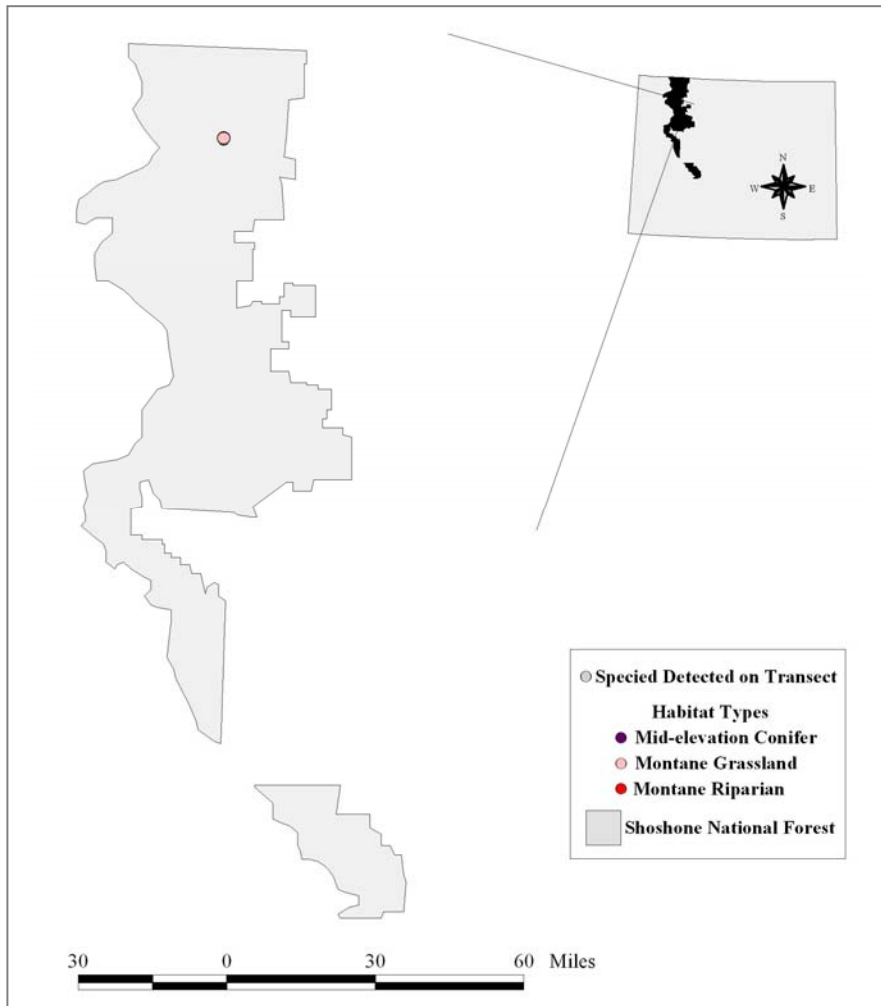 N
W E
S
Specied Detected on Transect
Habitat Types
Mid-elevation Conifer
Montane Grassland
Montane Riparian
Shoshone National Forest
30 0 30 60 Miles